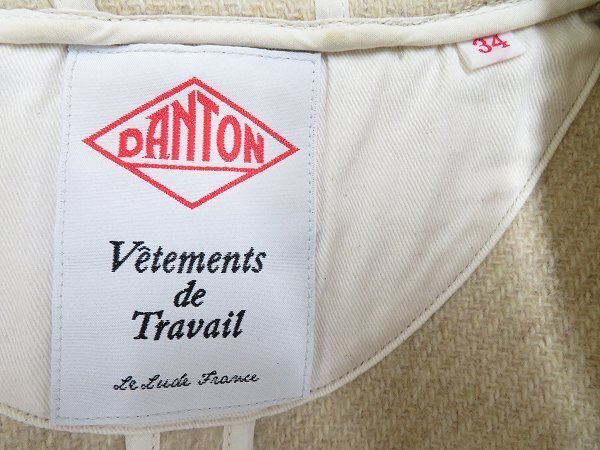 34
DANTON
Vêtements
de
Travail
Le Lude France